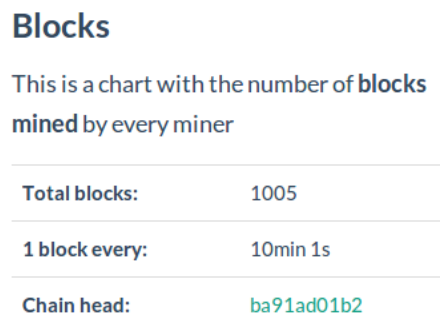 Blocks
This is a chart with the number of blocks
mined by every miner
Total blocks: 1005
1 block every: 10min 1s
Chain head: ba91ad01b2